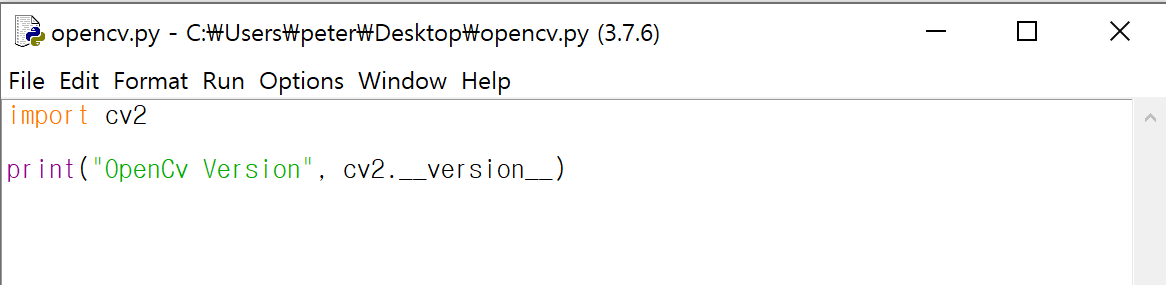 opencv.py - C:₩Users₩peter₩Desktop₩opencv.py (3.7.6)
File Edit Format Run Options Window Help
import cv2
print("OpenCv Version", cv2.__version__)